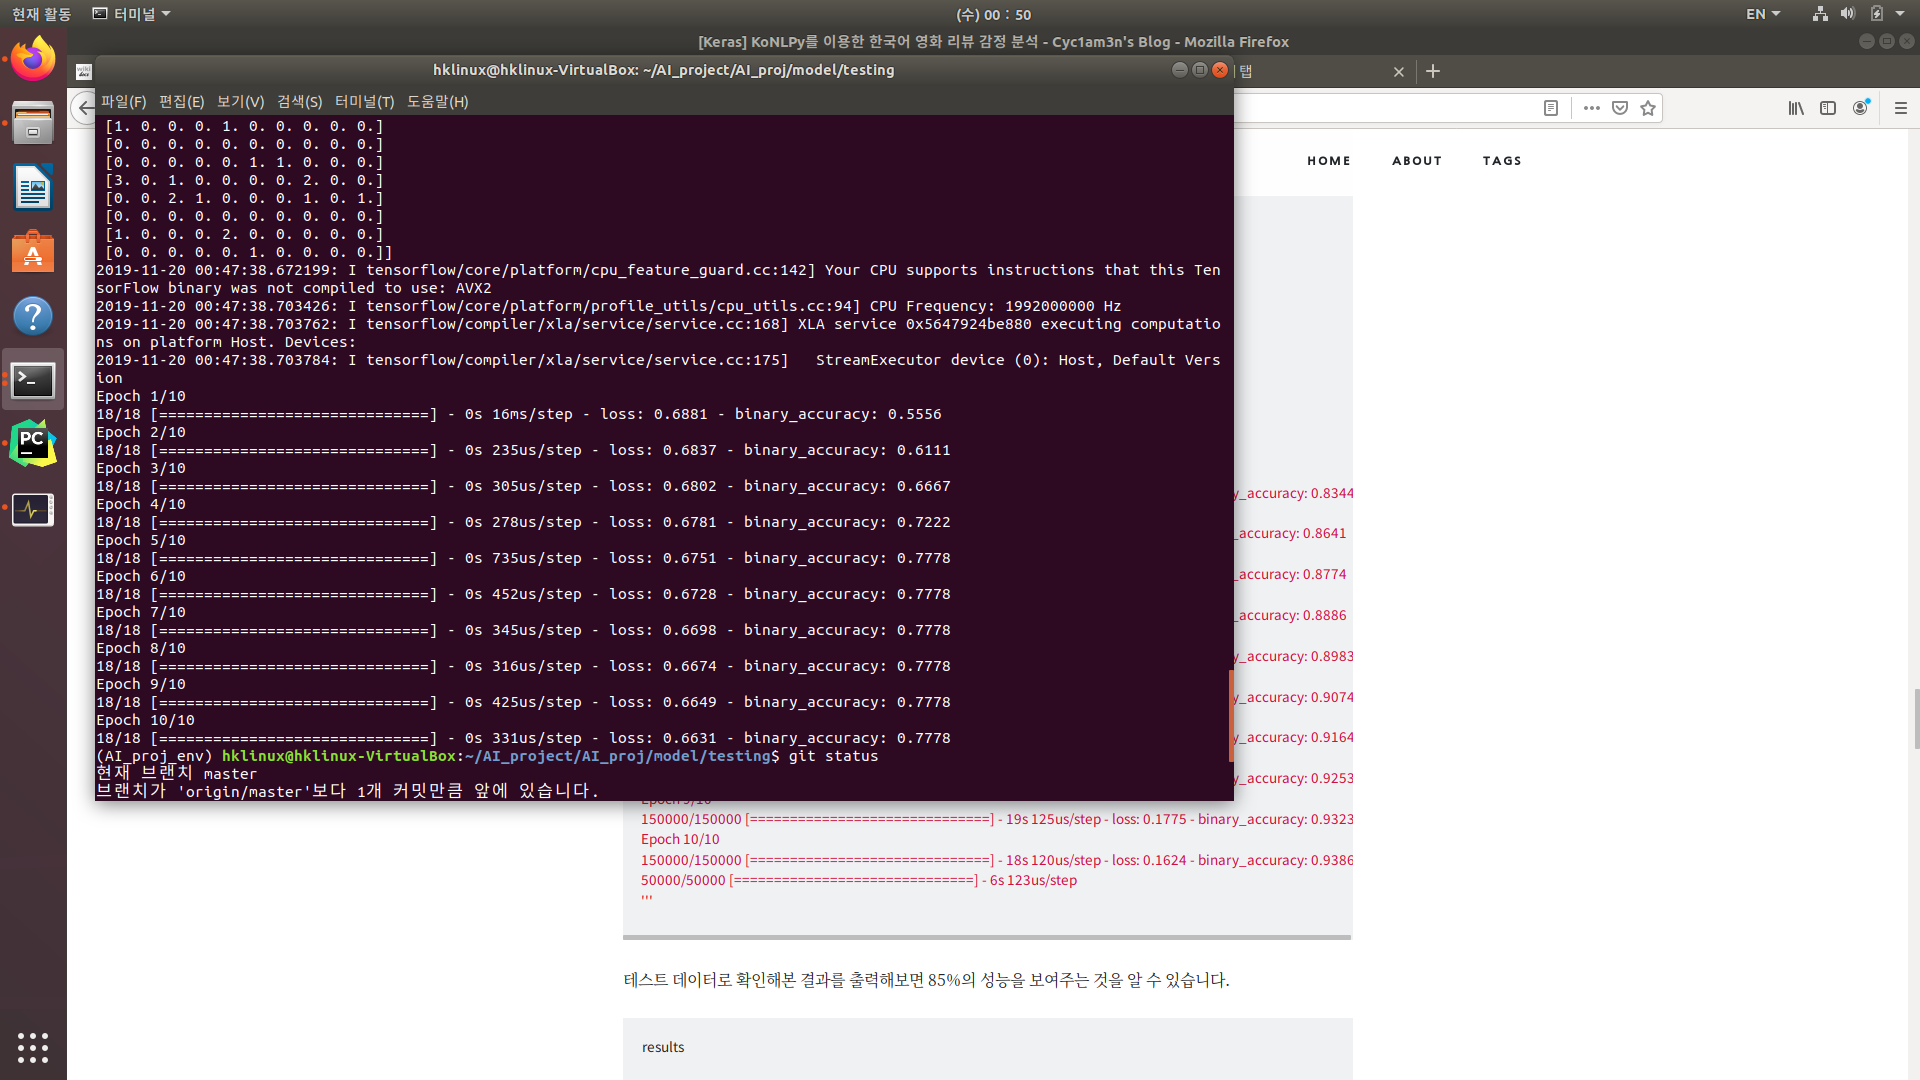 현재 활동
터미널
(수) 00 : 50
EN
[Keras] KoNLPy를 이용한 한국어 영화 리뷰 감정 분석 - Cyc1am3n's Blog - Mozilla Firefox
hklinux@hklinux-VirtualBox: ~/AI_project/AI_proj/model/testing
탭
파일(F) 편집(E) 보기(V) 검색(S) 터미널(T) 도움말(H)
[1. 0. 0. 0. 1. 0. 0. 0. 0. 0.]
[0. 0. 0. 0. 0. 0. 0. 0. 0. 0.]
[0. 0. 0. 0. 0. 1. 1. 0. 0. 0.]
[3. 0. 1. 0. 0. 0. 0. 2. 0. 0.]
[0. 0. 2. 1. 0. 0. 0. 1. 0. 1.]
[0. 0. 0. 0. 0. 0. 0. 0. 0. 0.]
[1. 0. 0. 0. 2. 0. 0. 0. 0. 0.]
[0. 0. 0. 0. 0. 1. 0. 0. 0. 0.]]
2019-11-20 00:47:38.672199: I tensorflow/core/platform/cpu_feature_guard.cc:142] Your CPU supports instructions that this Ten
sorFlow binary was not compiled to use: AVX2
2019-11-20 00:47:38.703426: I tensorflow/core/platform/profile_utils/cpu_utils.cc:94] CPU Frequency: 1992000000 Hz
2019-11-20 00:47:38.703762: I tensorflow/compiler/xla/service/service.cc:168] XLA service 0x5647924be880 executing computatio
ns on platform Host. Devices:
2019-11-20 00:47:38.703784: I tensorflow/compiler/xla/service/service.cc:175]   StreamExecutor device (0): Host, Default Vers
ion
Epoch 1/10
18/18 [==============================] - 0s 16ms/step - loss: 0.6881 - binary_accuracy: 0.5556
Epoch 2/10
18/18 [==============================] - 0s 235us/step - loss: 0.6837 - binary_accuracy: 0.6111
Epoch 3/10
18/18 [==============================] - 0s 305us/step - loss: 0.6802 - binary_accuracy: 0.6667
Epoch 4/10
18/18 [==============================] - 0s 278us/step - loss: 0.6781 - binary_accuracy: 0.7222
Epoch 5/10
18/18 [==============================] - 0s 735us/step - loss: 0.6751 - binary_accuracy: 0.7778
Epoch 6/10
18/18 [==============================] - 0s 452us/step - loss: 0.6728 - binary_accuracy: 0.7778
Epoch 7/10
18/18 [==============================] - 0s 345us/step - loss: 0.6698 - binary_accuracy: 0.7778
Epoch 8/10
18/18 [==============================] - 0s 316us/step - loss: 0.6674 - binary_accuracy: 0.7778
Epoch 9/10
18/18 [==============================] - 0s 425us/step - loss: 0.6649 - binary_accuracy: 0.7778
Epoch 10/10
18/18 [==============================] - 0s 331us/step - loss: 0.6631 - binary_accuracy: 0.7778
(AI_proj_env) hklinux@hklinux-VirtualBox:~/AI_project/AI_proj/model/testing$ git status
현재 브랜치 master
브랜치가 'origin/master'보다 1개 커밋만큼 앞에 있습니다.
HOME ABOUT TAGS
y_accuracy: 0.8344
_accuracy: 0.8641
_accuracy: 0.8774
y_accuracy: 0.8886
y_accuracy: 0.8983
y_accuracy: 0.9074
y_accuracy: 0.9164
y_accuracy: 0.9253
Epoch 9/10
150000/150000 [==============================] - 19s 125us/step - loss: 0.1775 - binary_accuracy: 0.9323
Epoch 10/10
150000/150000 [==============================] - 18s 120us/step - loss: 0.1624 - binary_accuracy: 0.9386
50000/50000 [==============================] - 6s 123us/step
'''
테스트 데이터로 확인해본 결과를 출력해보면 85%의 성능을 보여주는 것을 알 수 있습니다.
results
PC